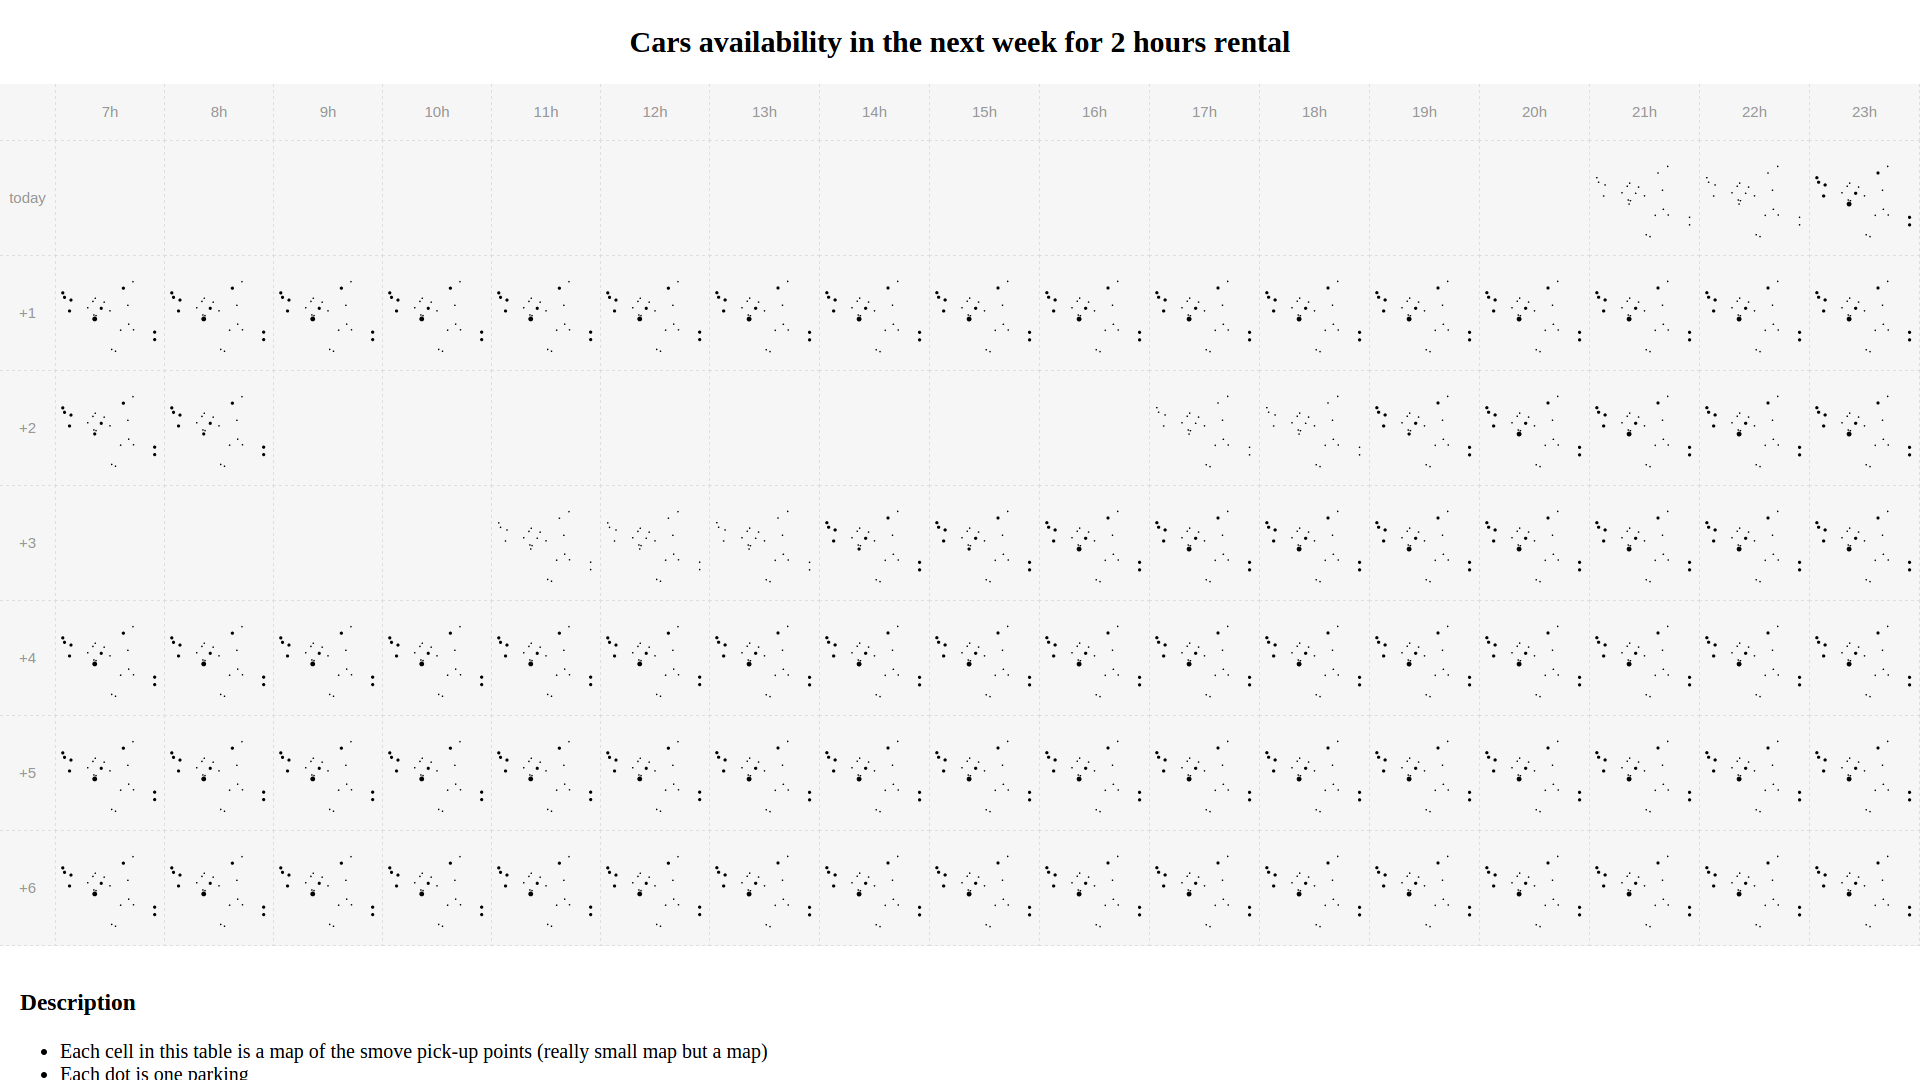 Cars availability in the next week for 2 hours rental
7h 8h 9h 10h 11h 12h 13h 14h 15h 16h 17h 18h 19h 20h 21h 22h 23h
today
+1
+2
+3
+4
+5
+6
Description
Each cell in this table is a map of the smove pick-up points (really small map but a map)
Each dot is one parking